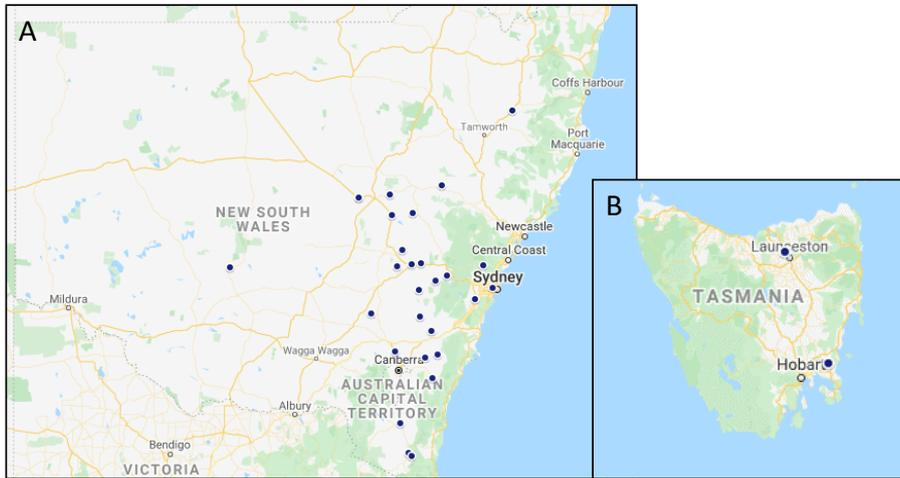 A
Coffs Harbour
Tamworth
Port
Macquarie
NEW SOUTH
WALES
Newcastle
Central Coast
Sydney
Mildura
Wagga Wagga
Canberra
AUSTRALIAN
CAPITAL
TERRITORY
Albury
Bendigo
VICTORIA
B
Launceston
TASMANIA
Hobart